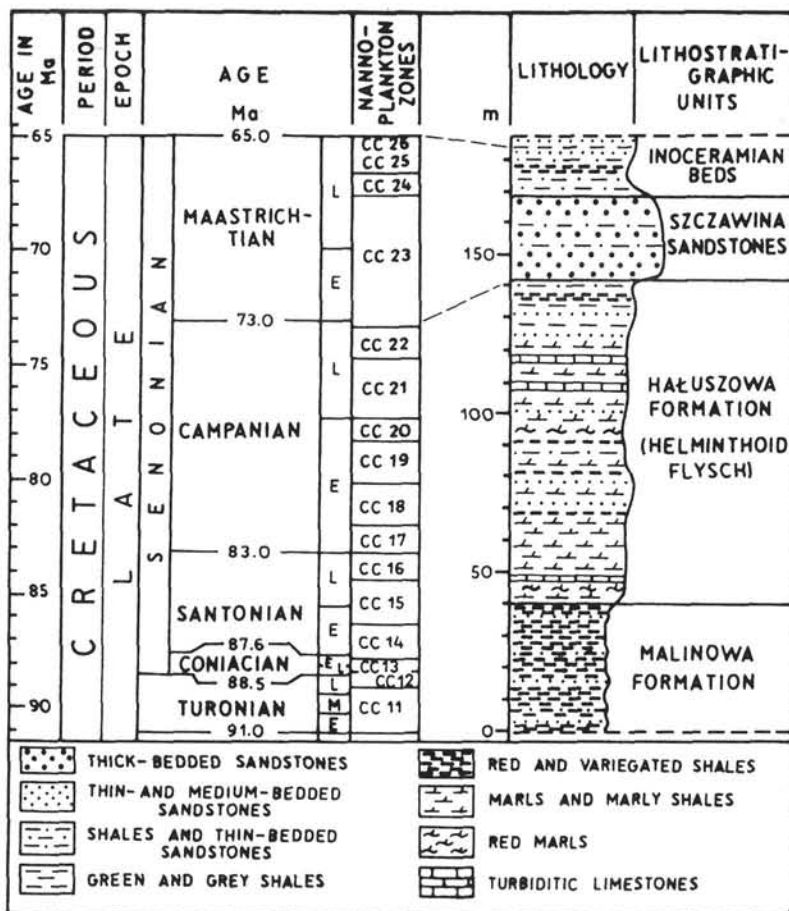 AGE IN
Ma
PERIOD
EPOCH
AGE
Ma
NANNO-
PLANKTON
ZONES
m
LITHOLOGY
LITHOSTRATI-
GRAPHIC
UNITS
65
70
75
80
85
90
CRETACEOUS
LATE
SENONIAN
65.0
MAASTRICH-
TIAN
73.0
CAMPANIAN
83.0
SANTONIAN
87.6
CONIACIAN
88.5
TURONIAN
91.0
L
E
L
E
L
E
E
L
L
M
E
CC 26
CC 25
CC 24
CC 23
CC 22
CC 21
CC 20
CC 19
CC 18
CC 17
CC 16
CC 15
CC 14
CC 13
CC 12
CC 11
150
100
50
0
INOCERAMIAN
BEDS
SZCZAWINA
SANDSTONES
HAŁUSZOWA
FORMATION
(HELMINTHOID
FLYSCH)
MALINOWA
FORMATION
THICK-BEDDED SANDSTONES
THIN-AND MEDIUM-BEDDED
SANDSTONES
SHALES AND THIN-BEDDED
SANDSTONES
GREEN AND GREY SHALES
RED AND VARIEGATED SHALES
MARLS AND MARLY SHALES
RED MARLS
TURBIDITIC LIMESTONES